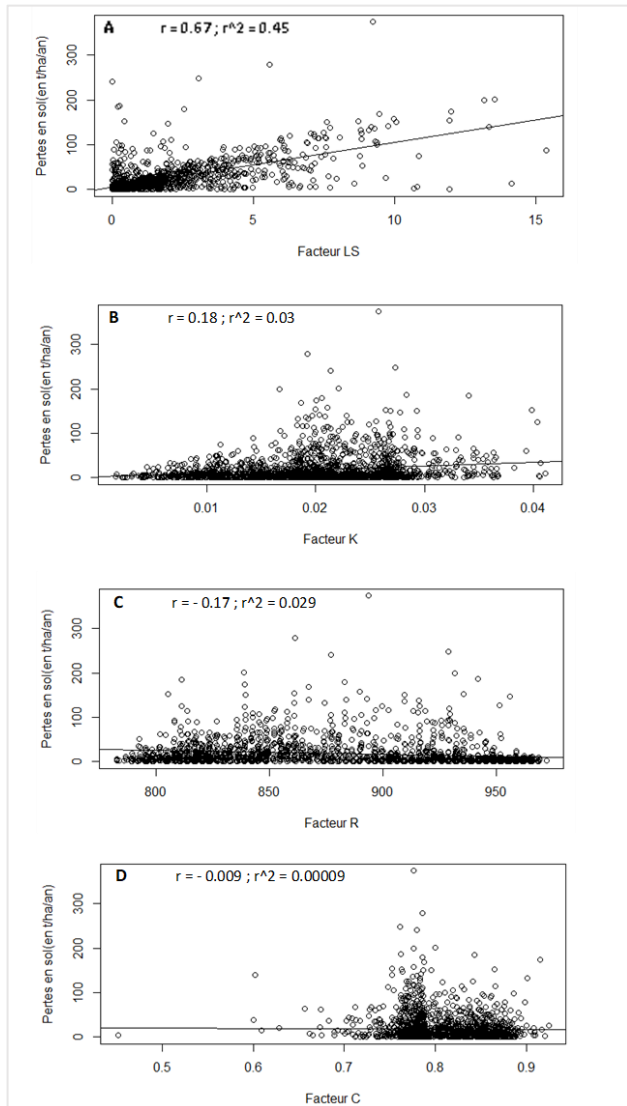 A r = 0.67 ; r^2 = 0.45
Pertes en sol(en t/ha/an)
300
200
100
0
0 5 10 15
Facteur LS
B r = 0.18 ; r^2 = 0.03
Pertes en sol(en t/ha/an)
300
200
100
0
0.01 0.02 0.03 0.04
Facteur K
C r = - 0.17 ; r^2 = 0.029
Pertes en sol(en t/ha/an)
300
200
100
0
800 850 900 950
Facteur R
D r = - 0.009 ; r^2 = 0.00009
Pertes en sol(en t/ha/an)
300
200
100
0
0.5 0.6 0.7 0.8 0.9
Facteur C